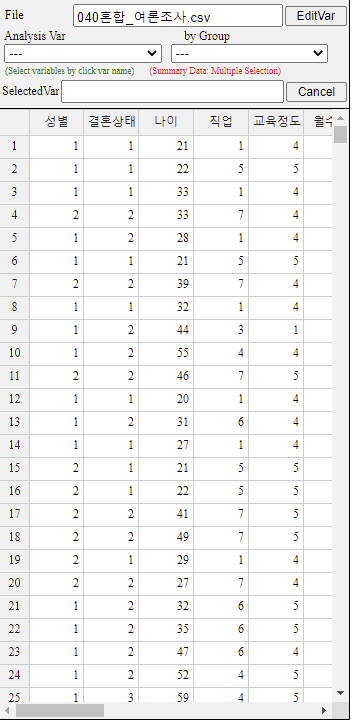 File 040혼합_여론조사.csv EditVar
Analysis Var by Group
--- ---
(Select variables by click var name) (Summary Data: Multiple Selection)
SelectedVar Cancel
성별 결혼상태 나이 직업 교육정도 월수
1 1 1 21 1 4
2 1 1 22 5 5
3 1 1 33 1 4
4 2 2 33 7 4
5 1 2 28 1 4
6 1 1 21 5 5
7 2 2 39 7 4
8 1 1 32 1 4
9 1 2 44 3 1
10 1 2 55 4 4
11 2 2 46 7 5
12 1 1 20 1 4
13 1 2 31 6 4
14 1 1 27 1 4
15 2 1 21 5 5
16 2 1 22 5 5
17 2 2 41 7 5
18 2 2 49 7 5
19 2 1 29 1 4
20 2 2 27 7 4
21 1 2 32 6 5
22 1 2 35 6 5
23 1 2 47 6 4
24 1 2 52 4 5
25 1 3 59 4 5